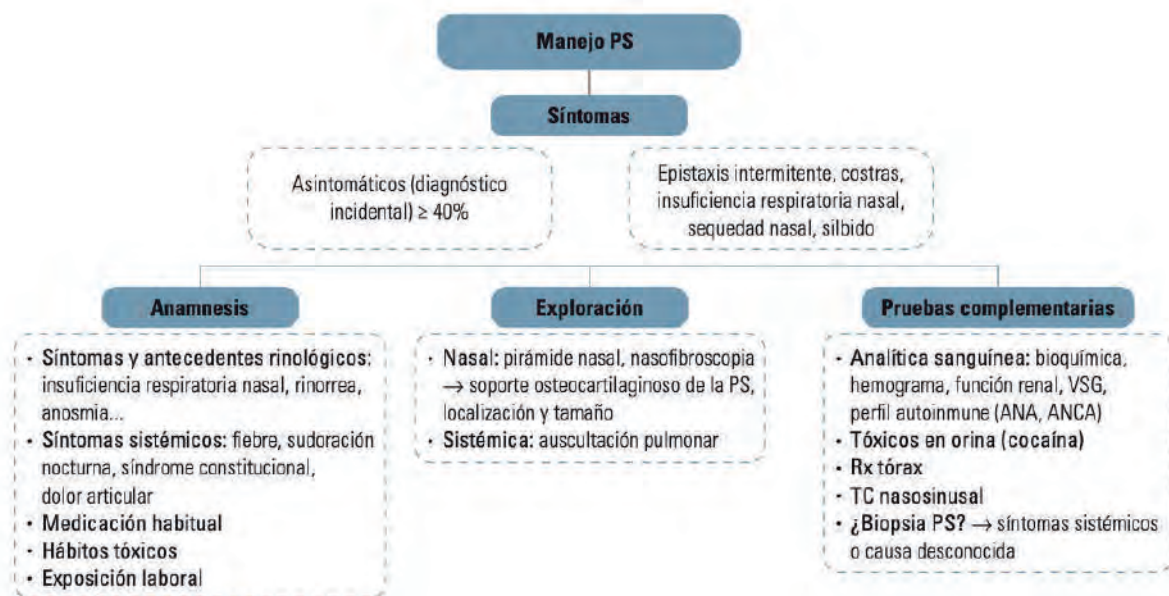 Manejo PS
Síntomas
Asintomáticos (diagnóstico
incidental) ≥ 40%
Epistaxis intermitente, costras,
insuficiencia respiratoria nasal,
sequedad nasal, silbido
Anamnesis
• Síntomas y antecedentes rinológicos:
insuficiencia respiratoria nasal, rinorrea,
anosmia...
• Síntomas sistémicos: fiebre, sudoración
nocturna, síndrome constitucional,
dolor articular
• Medicación habitual
• Hábitos tóxicos
• Exposición laboral
Exploración
• Nasal: pirámide nasal, nasofibroscopia
→ soporte osteocartilaginoso de la PS,
localización y tamaño
• Sistémica: auscultación pulmonar
Pruebas complementarias
• Analítica sanguínea: bioquímica,
hemograma, función renal, VSG,
perfil autoinmune (ANA, ANCA)
• Tóxicos en orina (cocaína)
• Rx tórax
• TC nasosinusal
• ¿Biopsia PS? → síntomas sistémicos
o causa desconocida